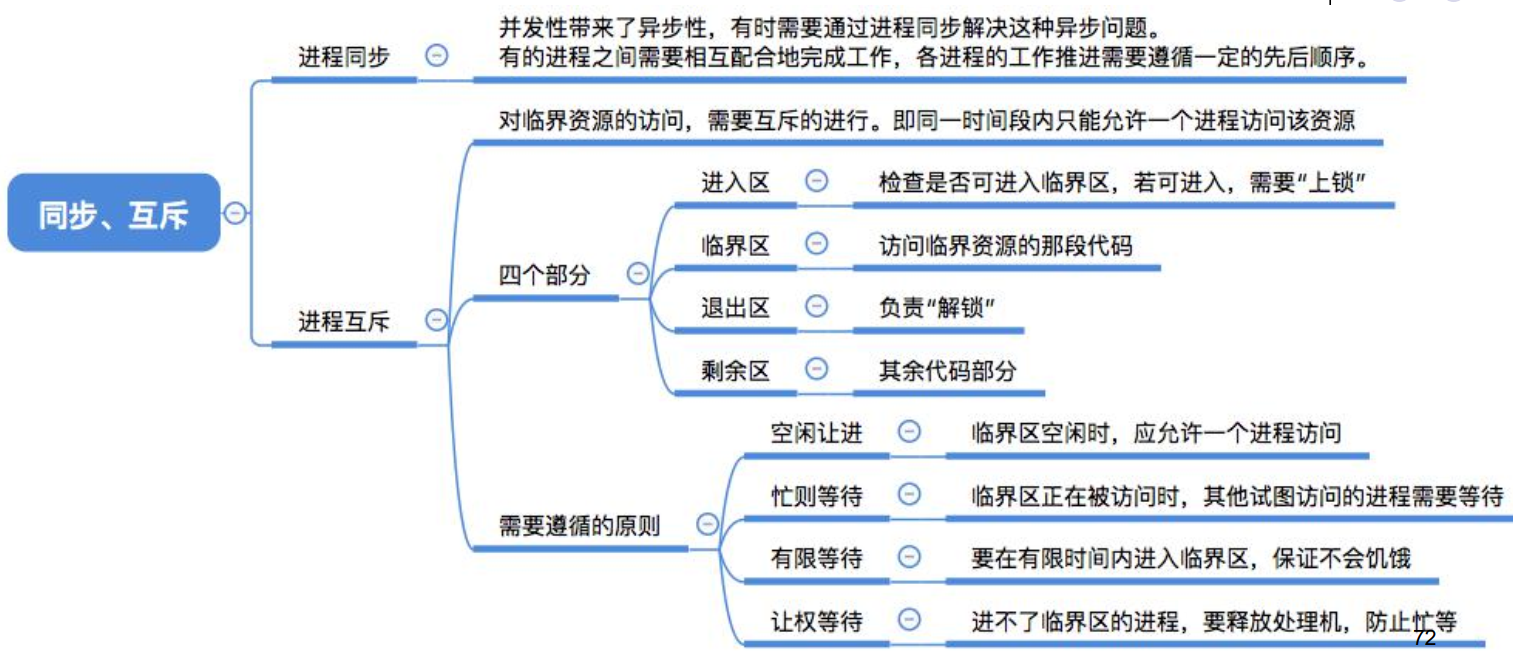 并发性带来了异步性，有时需要通过进程同步解决这种异步问题。
进程同步
有的进程之间需要相互配合地完成工作，各进程的工作推进需要遵循一定的先后顺序。
对临界资源的访问，需要互斥的进行。即同一时间段内只能允许一个进程访问该资源
进入区
检查是否可进入临界区，若可进入，需要“上锁”
同步、互斥
临界区
访问临界资源的那段代码
四个部分
退出区
负责“解锁”
进程互斥
剩余区
其余代码部分
空闲让进
临界区空闲时，应允许一个进程访问
忙则等待
临界区正在被访问时，其他试图访问的进程需要等待
需要遵循的原则
有限等待
要在有限时间内进入临界区，保证不会饥饿
让权等待
进不了临界区的进程，要释放处理机，防止忙等
72